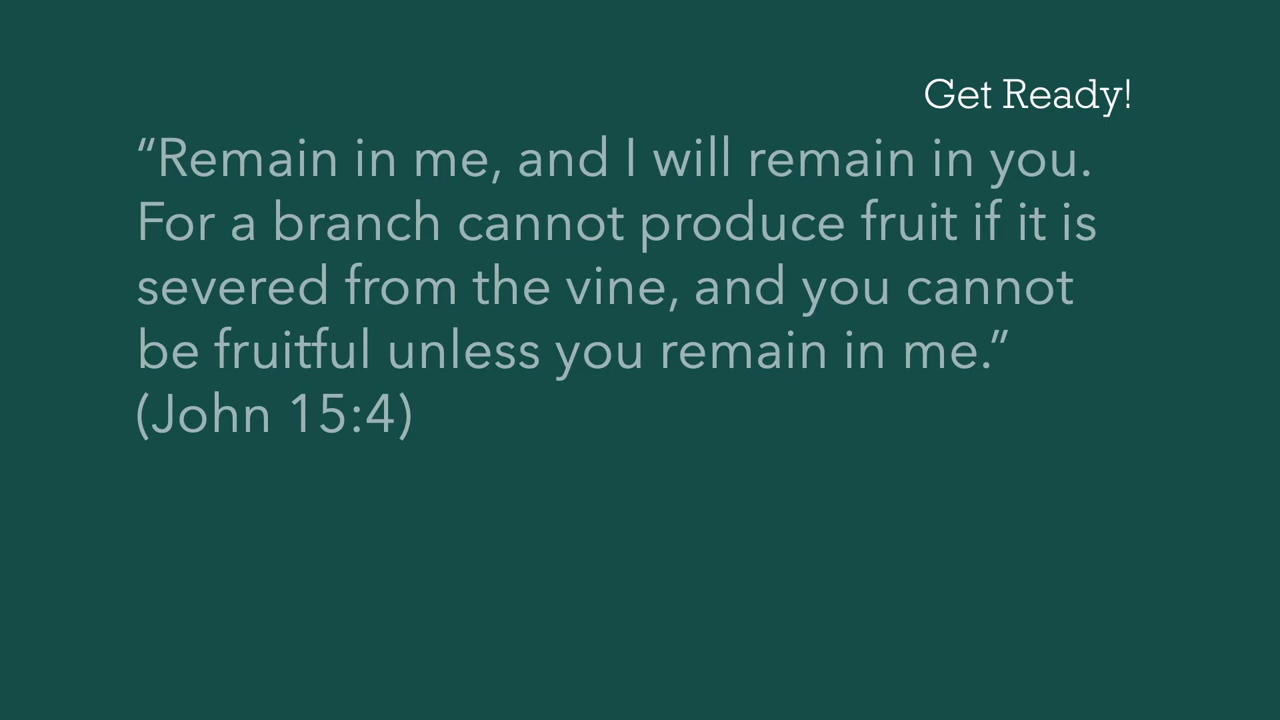 Get Ready!
“Remain in me, and I will remain in you.
For a branch cannot produce fruit if it is
severed from the vine, and you cannot
be fruitful unless you remain in me.”
(John 15:4)